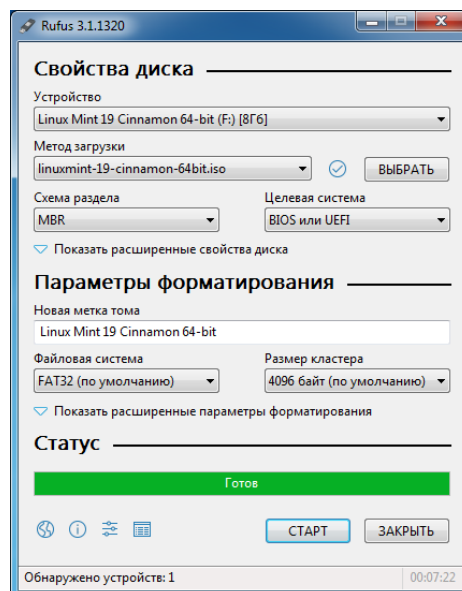 Rufus 3.1.1320
Свойства диска
Устройство
Linux Mint 19 Cinnamon 64-bit (F:) [8Гб]
Метод загрузки
linuxmint-19-cinnamon-64bit.iso
ВЫБРАТЬ
Схема раздела Целевая система
MBR BIOS или UEFI
Показать расширенные свойства диска
Параметры форматирования
Новая метка тома
Linux Mint 19 Cinnamon 64-bit
Файловая система Размер кластера
FAT32 (по умолчанию) 4096 байт (по умолчанию)
Показать расширенные параметры форматирования
Статус
Готов
СТАРТ ЗАКРЫТЬ
Обнаружено устройств: 1 00:07:22